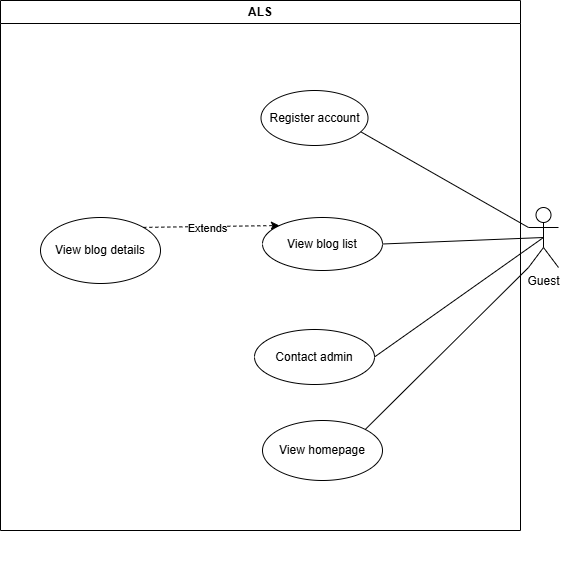 ALS
Register account
View blog details
Extends
View blog list
Guest
Contact admin
View homepage